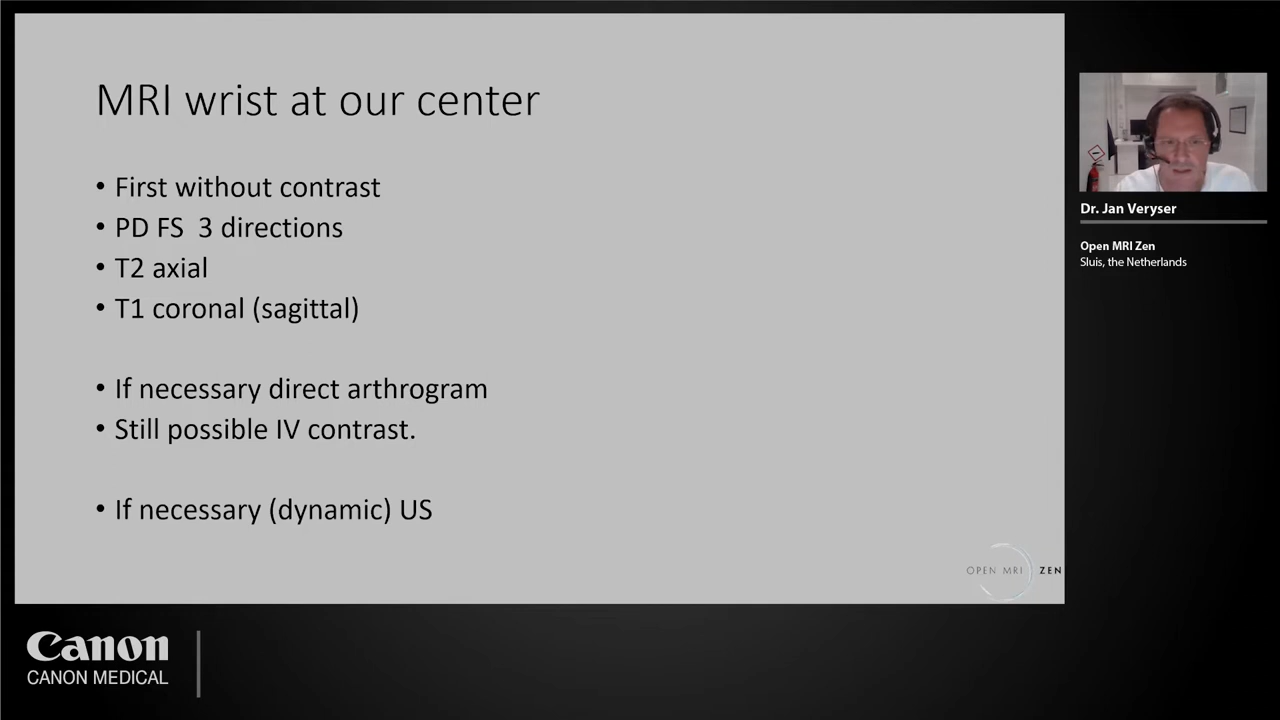 MRI wrist at our center
• First without contrast
• PD FS 3 directions
• T2 axial
• T1 coronal (sagittal)
• If necessary direct arthrogram
• Still possible IV contrast.
• If necessary (dynamic) US
OPEN MRI ZEN
Dr. Jan Veryser
Open MRI Zen
Sluis, the Netherlands
Canon
CANON MEDICAL